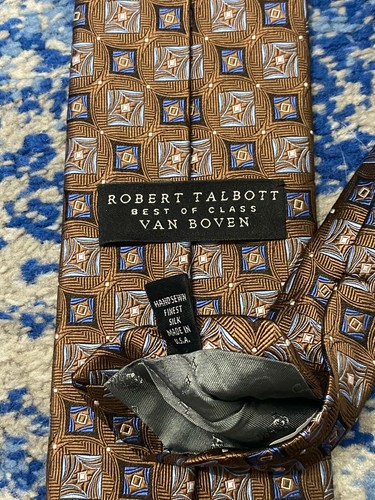 ROBERT TALBOTT
BEST OF CLASS
VAN BOVEN
HANDSEWN
FINEST
SILK
MADE IN
U.S.A.